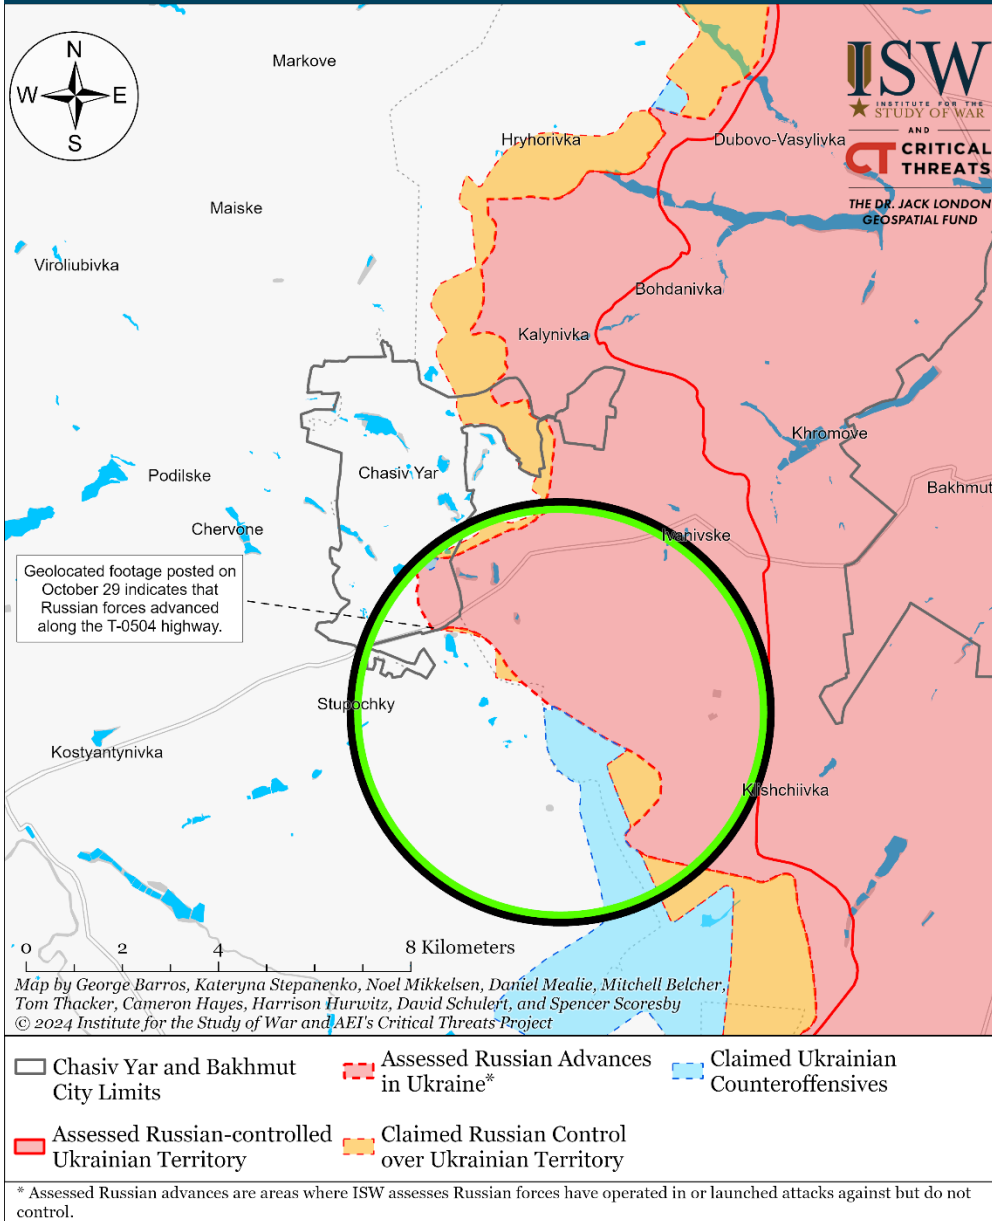 N
W
E
S
ISW
INSTITUTE FOR THE
STUDY OF WAR
AND
CT CRITICAL
THREATS
THE DR. JACK LONDON
GEOSPATIAL FUND
Markove
Hryhorivka
Dubovo-Vasylivka
Maiske
Viroliubivka
Bohdanivka
Kalynivka
Khromove
Chasiv Yar
Podilske
Bakhmut
Chervone
Ivanivske
Geolocated footage posted on
October 29 indicates that
Russian forces advanced
along the T-0504 highway.
Stupochky
Kostyantynivka
Klishchiivka
0 2 4 8 Kilometers
Map by George Barros, Kateryna Stepanenko, Noel Mikkelsen, Daniel Mealie, Mitchell Belcher,
Tom Thacker, Cameron Hayes, Harrison Hurwitz, David Schulert, and Spencer Scoresby
© 2024 Institute for the Study of War and AEI's Critical Threats Project
Chasiv Yar and Bakhmut
City Limits
Assessed Russian Advances
in Ukraine*
Claimed Ukrainian
Counteroffensives
Assessed Russian-controlled
Ukrainian Territory
Claimed Russian Control
over Ukrainian Territory
* Assessed Russian advances are areas where ISW assesses Russian forces have operated in or launched attacks against but do not
control.